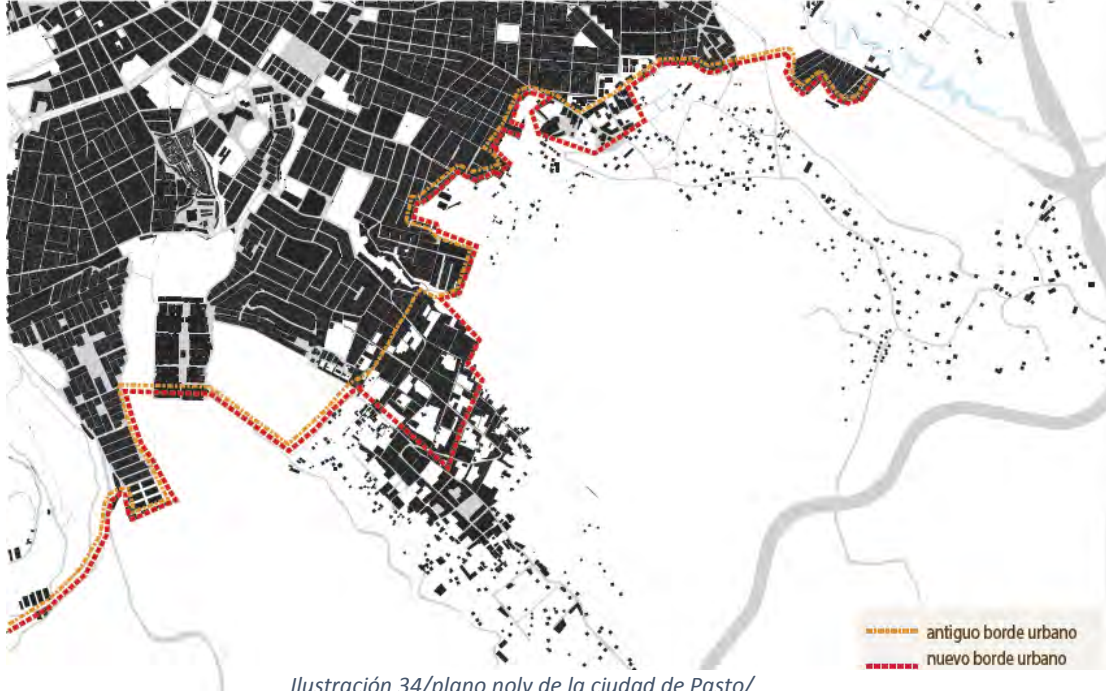 antiguo borde urbano
nuevo borde urbano
Ilustración 34/plano noly de la ciudad de Pasto/